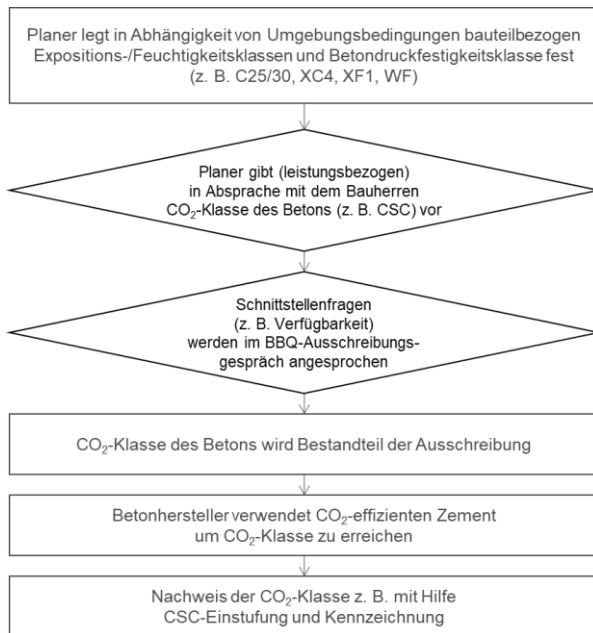 Planer legt in Abhängigkeit von Umgebungsbedingungen bauteilbezogen
Expositions-/Feuchtigkeitsklassen und Betondruckfestigkeitsklasse fest
(z. B. C25/30, XC4, XF1, WF)
Planer gibt (leistungsbezogen)
in Absprache mit dem Bauherren
CO₂-Klasse des Betons (z. B. CSC) vor
Schnittstellenfragen
(z. B. Verfügbarkeit)
werden im BBQ-Ausschreibungs-
gespräch angesprochen
CO₂-Klasse des Betons wird Bestandteil der Ausschreibung
Betonhersteller verwendet CO₂-effizienten Zement
um CO₂-Klasse zu erreichen
Nachweis der CO₂-Klasse z. B. mit Hilfe
CSC-Einstufung und Kennzeichnung